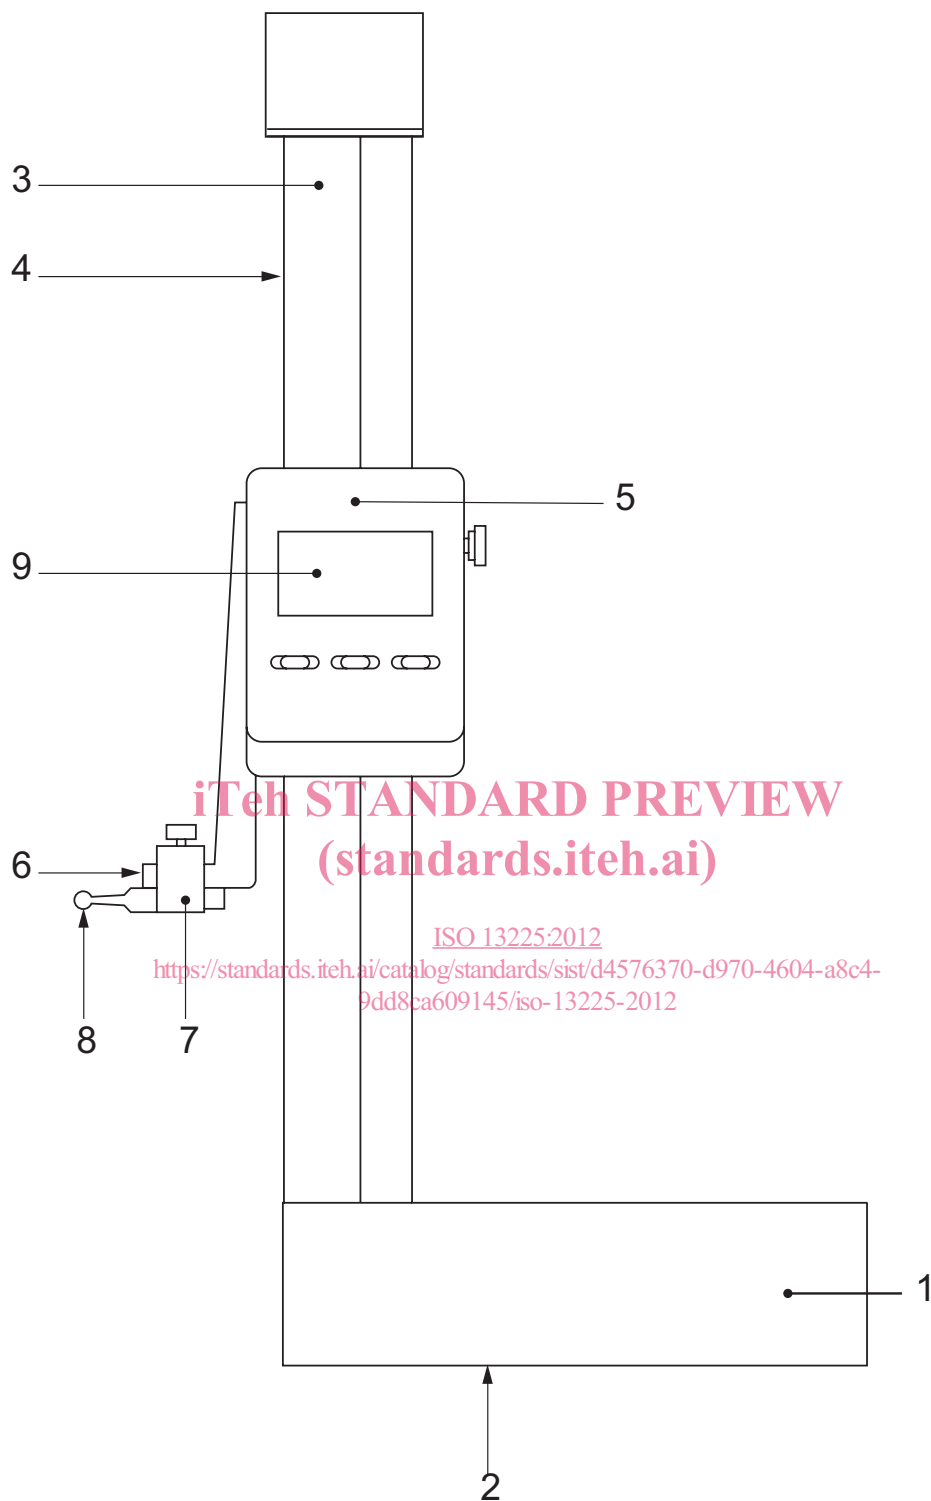 3
4
5
9
iTeh STANDARD PREVIEW
(standards.iteh.ai)
6
ISO 13225:2012
https://standards.iteh.ai/catalog/standards/sist/d4576370-d970-4604-a8c4-
9dd8ca609145/iso-13225-2012
8
7
1
2